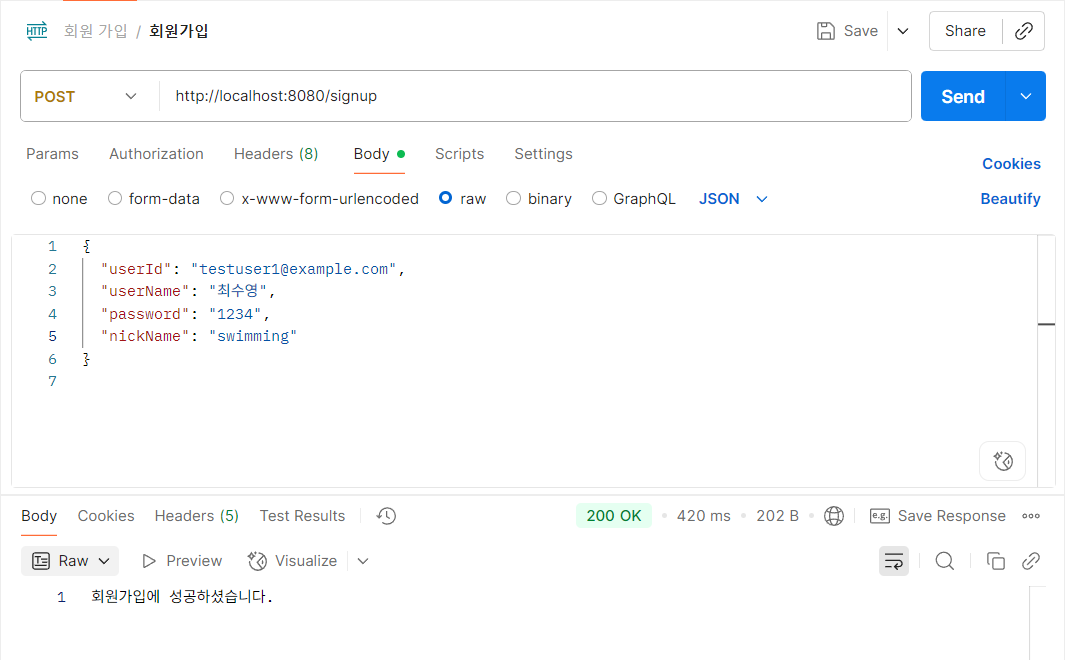 HTTP 회원 가입 / 회원가입 Save Share
POST http://localhost:8080/signup Send
Params Authorization Headers (8) Body Scripts Settings Cookies
none form-data x-www-form-urlencoded raw binary GraphQL JSON Beautify
1 {
2 "userId": "testuser1@example.com",
3 "userName": "최수영",
4 "password": "1234",
5 "nickName": "swimming"
6 }
7
Body Cookies Headers (5) Test Results 200 OK 420 ms 202 B e.g. Save Response
Raw Preview Visualize
1 회원가입에 성공하셨습니다.